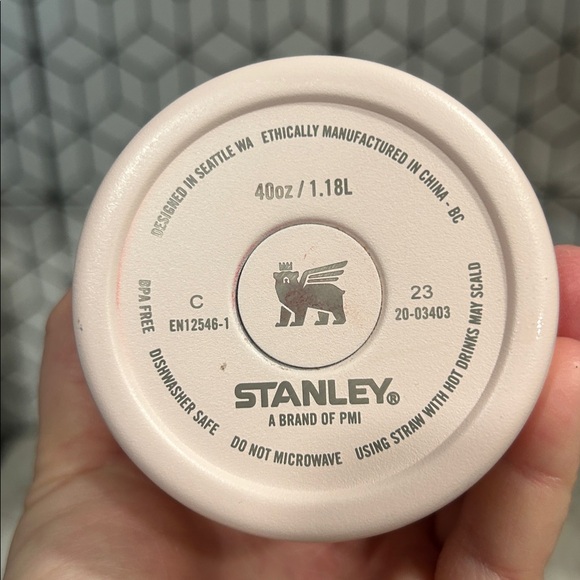 DESIGNED IN SEATTLE WA ETHICALLY MANUFACTURED IN CHINA - BC
40oz / 1.18L
C
EN12546-1
23
20-03403
STANLEY®
A BRAND OF PMI
BPA FREE DISHWASHER SAFE DO NOT MICROWAVE USING STRAW WITH HOT DRINKS MAY SCALD